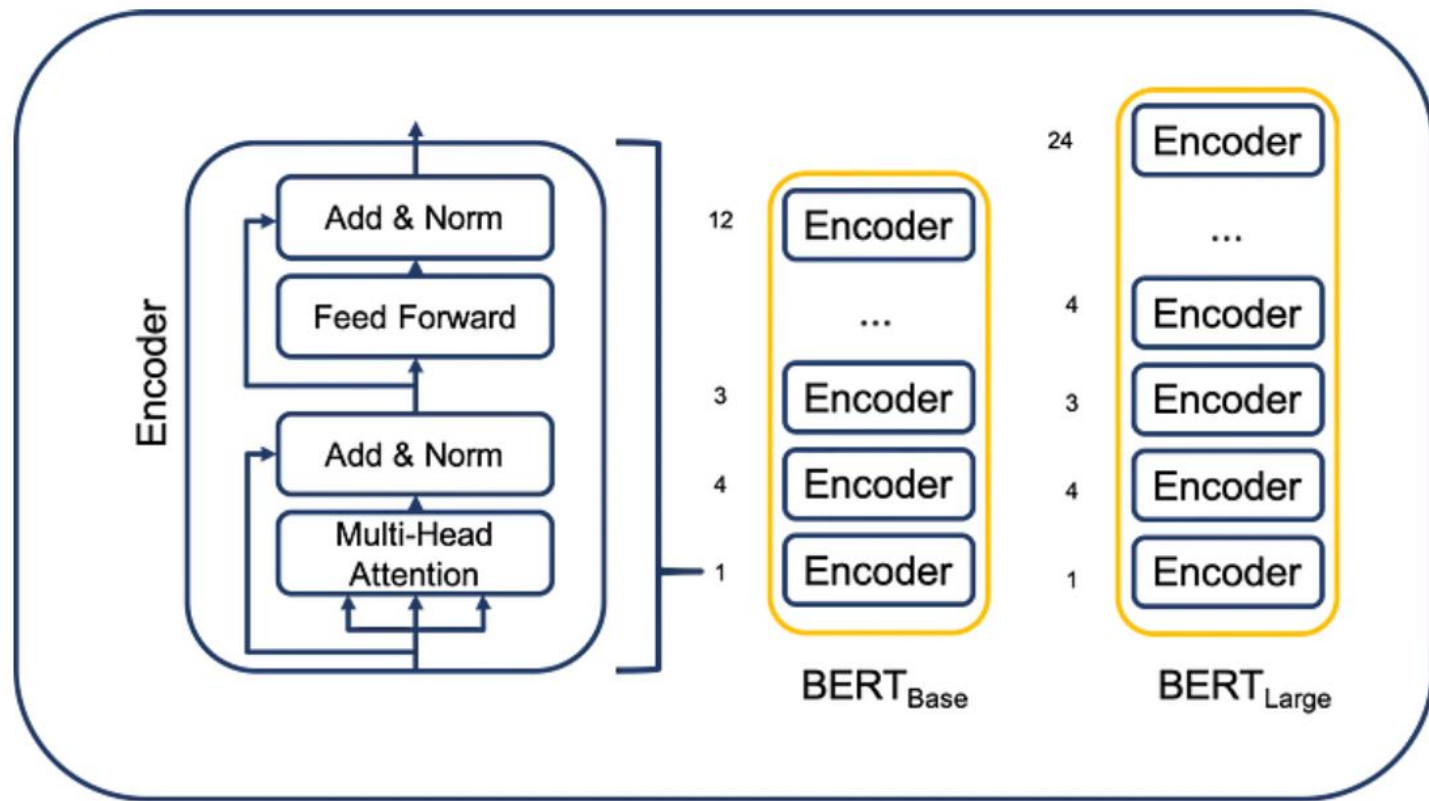 Encoder
Add & Norm
Feed Forward
Add & Norm
Multi-Head
Attention
12
Encoder
...
3
Encoder
4
Encoder
1
Encoder
BERTBase
24
Encoder
...
4
Encoder
3
Encoder
4
Encoder
1
Encoder
BERTLarge